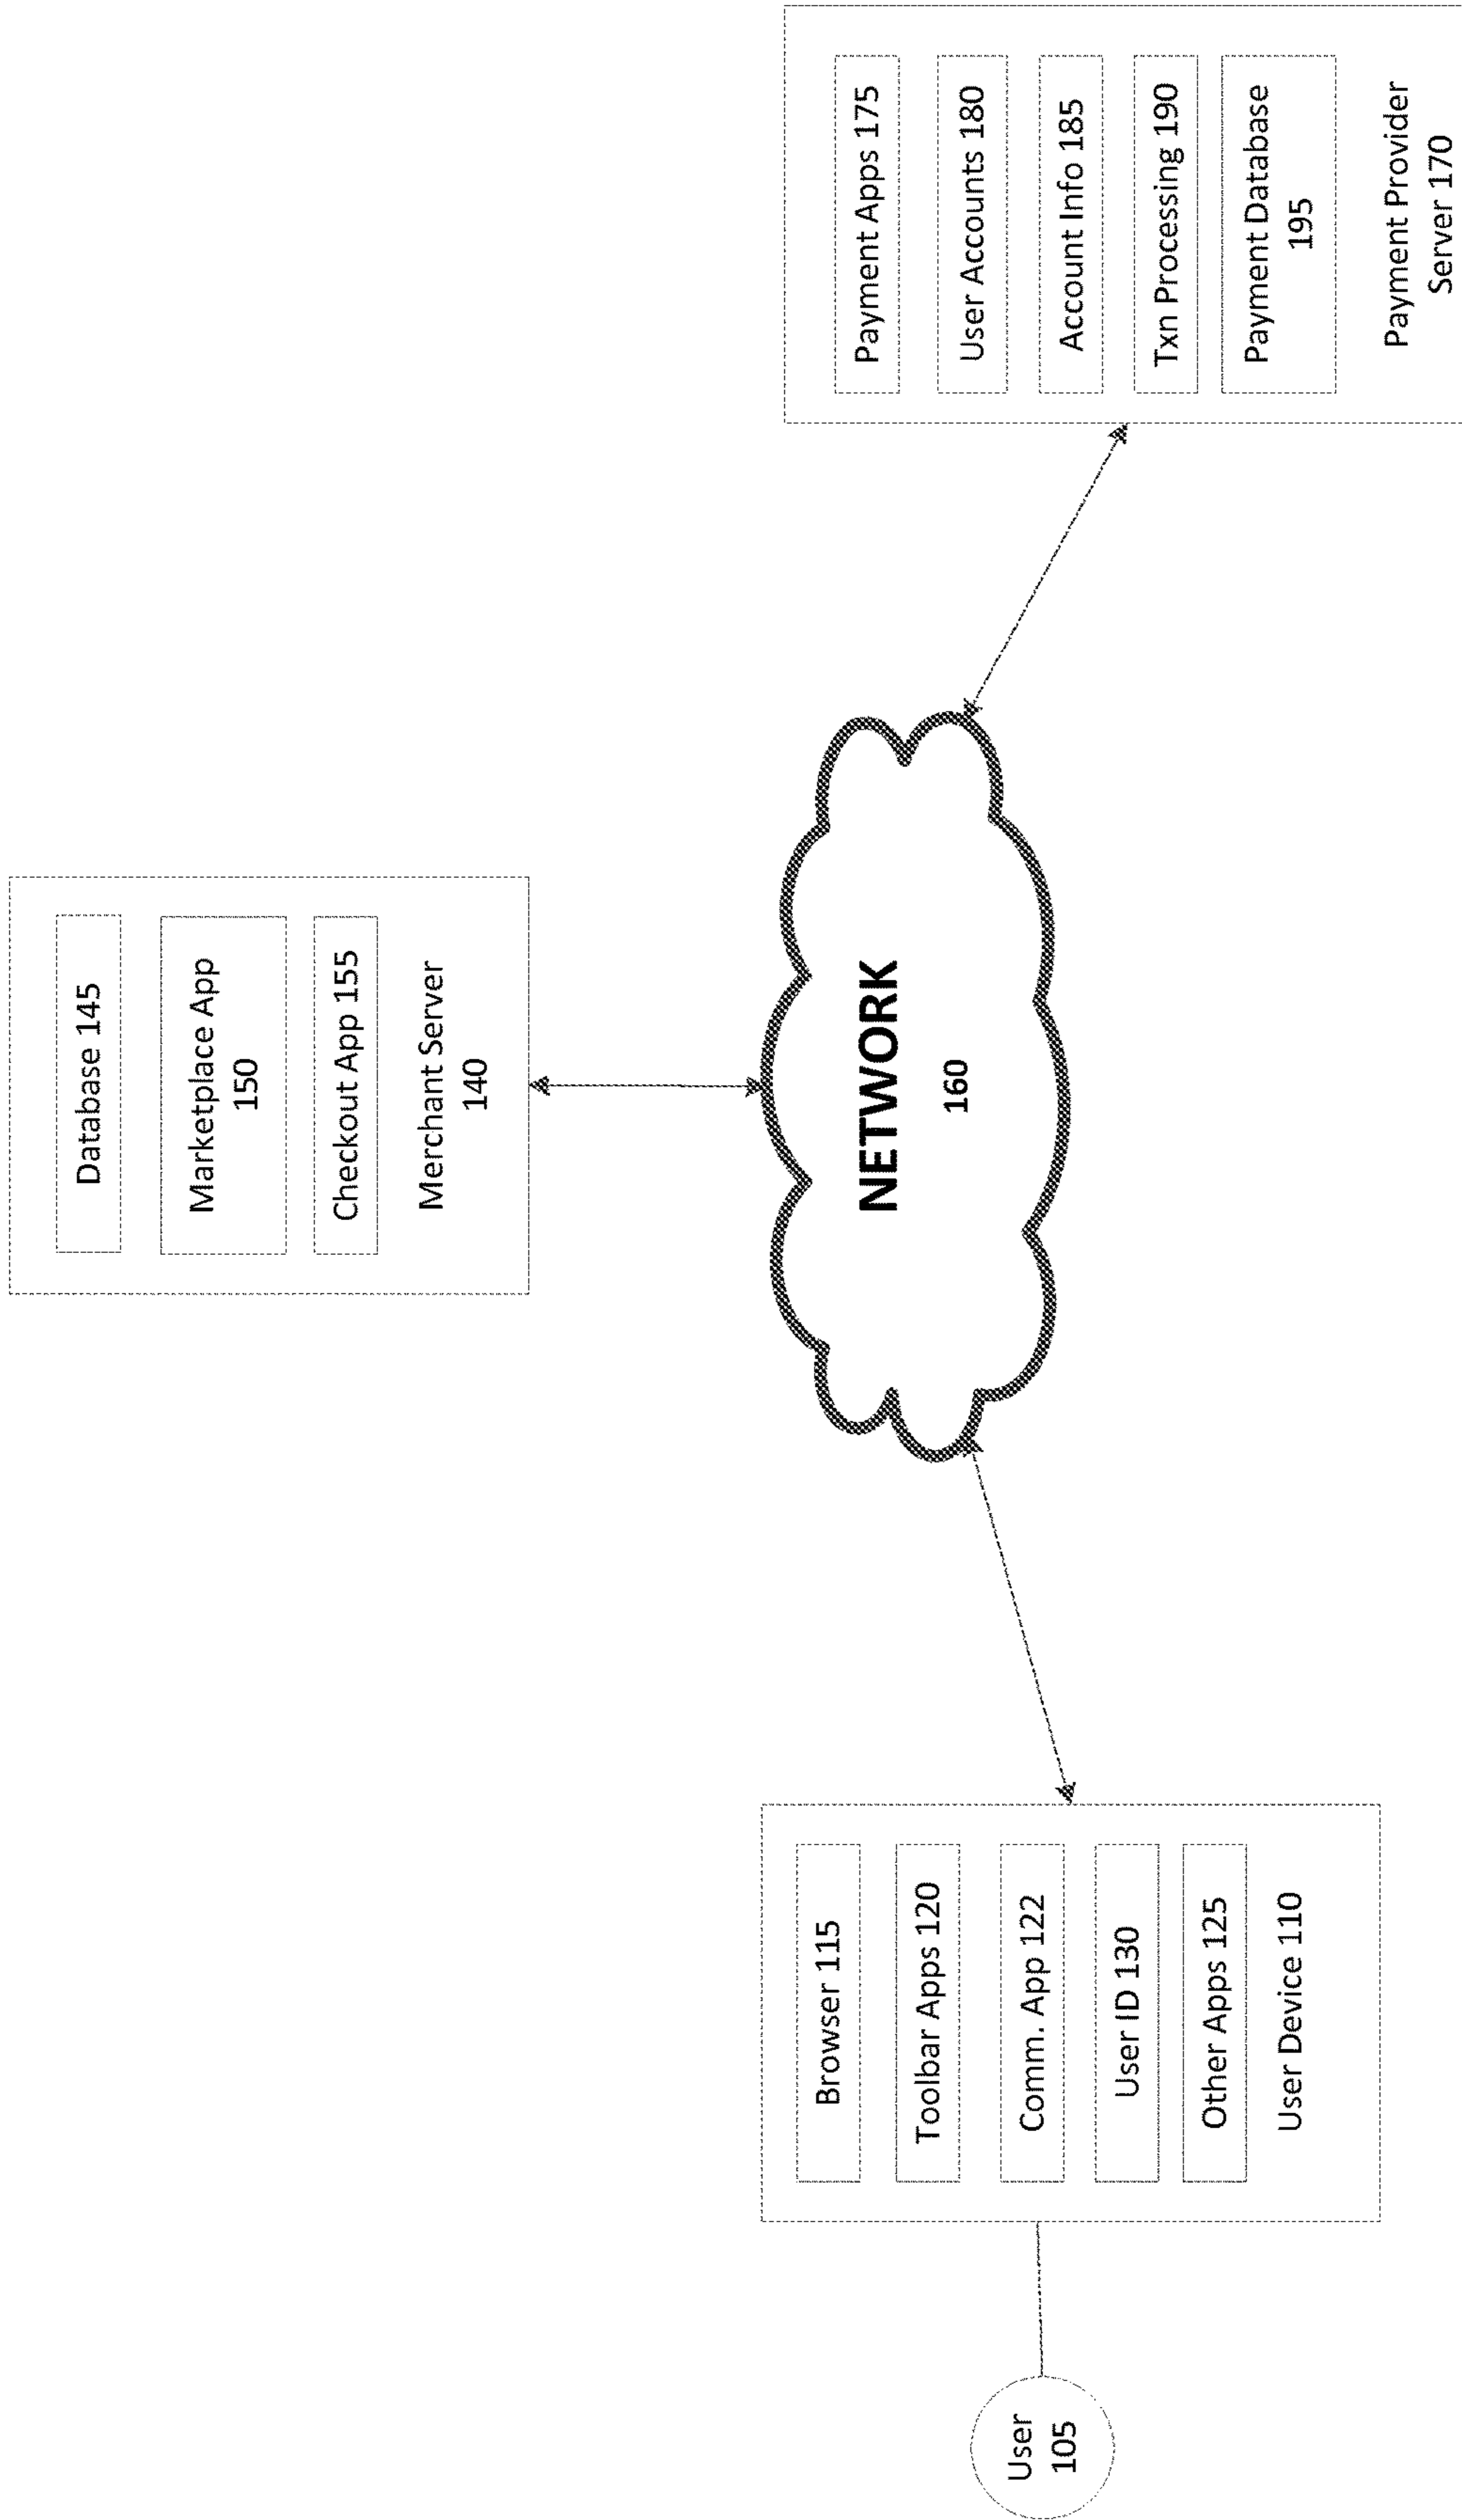 Database 145
Marketplace App
150
Checkout App 155
Merchant Server
140
NETWORK
160
User
105
Browser 115
Toolbar Apps 120
Comm. App 122
User ID 130
Other Apps 125
User Device 110
Payment Apps 175
User Accounts 180
Account Info 185
Txn Processing 190
Payment Database
195
Payment Provider
Server 170